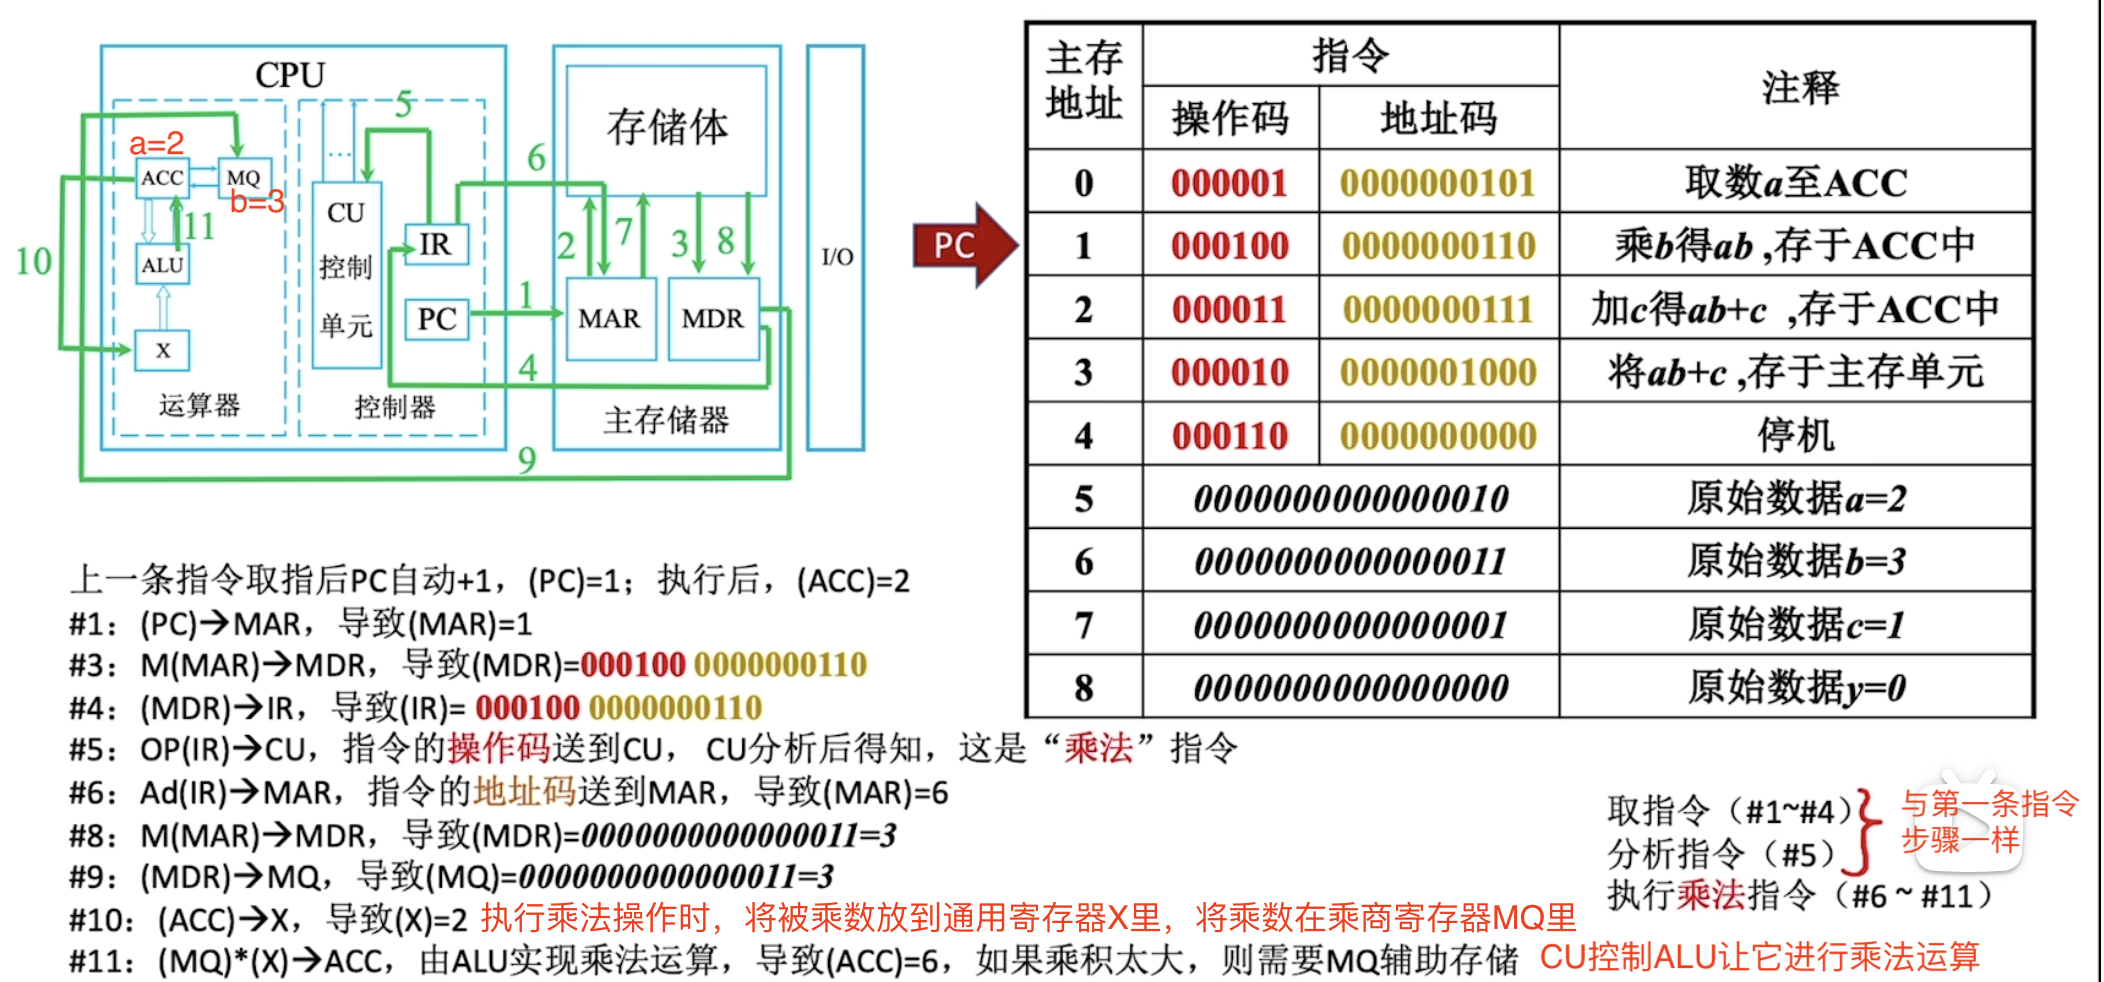 CPU
5
a=2
ACC
MQ
b=3
11
ALU
X
10
运算器
...
CU
控制
单元
IR
PC
控制器
6
1
4
9
存储体
2
7
3
8
MAR
MDR
主存储器
I/O
PC
主存地址 指令 注释
操作码 地址码
0 000001 0000000101 取数a至ACC
1 000100 0000000110 乘b得ab ,存于ACC中
2 000011 0000000111 加c得ab+c ,存于ACC中
3 000010 0000001000 将ab+c ,存于主存单元
4 000110 0000000000 停机
5 0000000000000010 原始数据a=2
6 0000000000000011 原始数据b=3
7 0000000000000001 原始数据c=1
8 0000000000000000 原始数据y=0
上一条指令取指后PC自动+1，(PC)=1；执行后，(ACC)=2
#1：(PC)→MAR，导致(MAR)=1
#3：M(MAR)→MDR，导致(MDR)=000100 0000000110
#4：(MDR)→IR，导致(IR)= 000100 0000000110
#5：OP(IR)→CU，指令的操作码送到CU，CU分析后得知，这是“乘法”指令
#6：Ad(IR)→MAR，指令的地址码送到MAR，导致(MAR)=6
#8：M(MAR)→MDR，导致(MDR)=0000000000000011=3
#9：(MDR)→MQ，导致(MQ)=0000000000000011=3
#10：(ACC)→X，导致(X)=2 执行乘法操作时，将被乘数放到通用寄存器X里，将乘数在乘商寄存器MQ里
#11：(MQ)*(X)→ACC，由ALU实现乘法运算，导致(ACC)=6，如果乘积太大，则需要MQ辅助存储 CU控制ALU让它进行乘法运算
取指令（#1~#4）
分析指令（#5）
执行乘法指令（#6 ~ #11）
与第一条指令
步骤一样